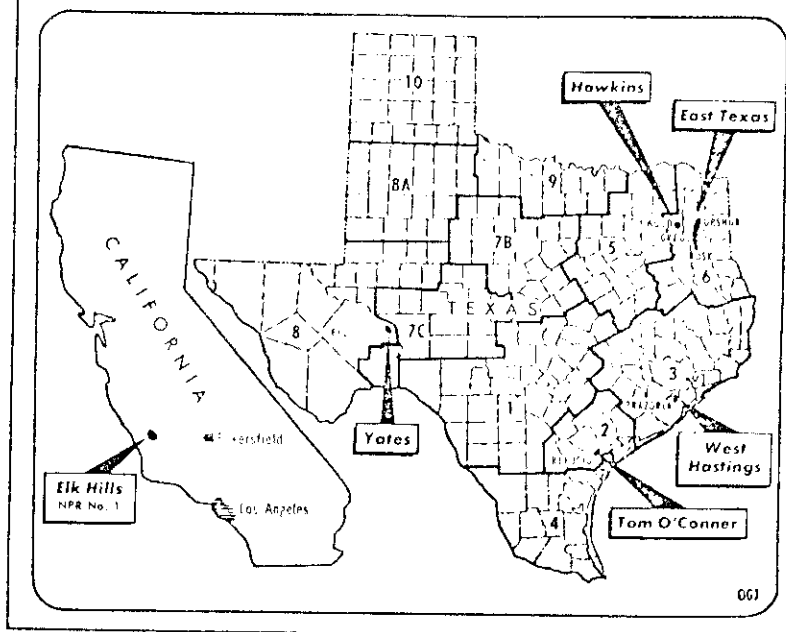 Hawkins
East Texas
10
8A
9
7B
5
6
CALIFORNIA
TEXAS
8
7C
3
1
2
4
Yates
Elk Hills
NPR No. 1
Los Angeles
West
Hastings
Tom O'Conner
OGJ